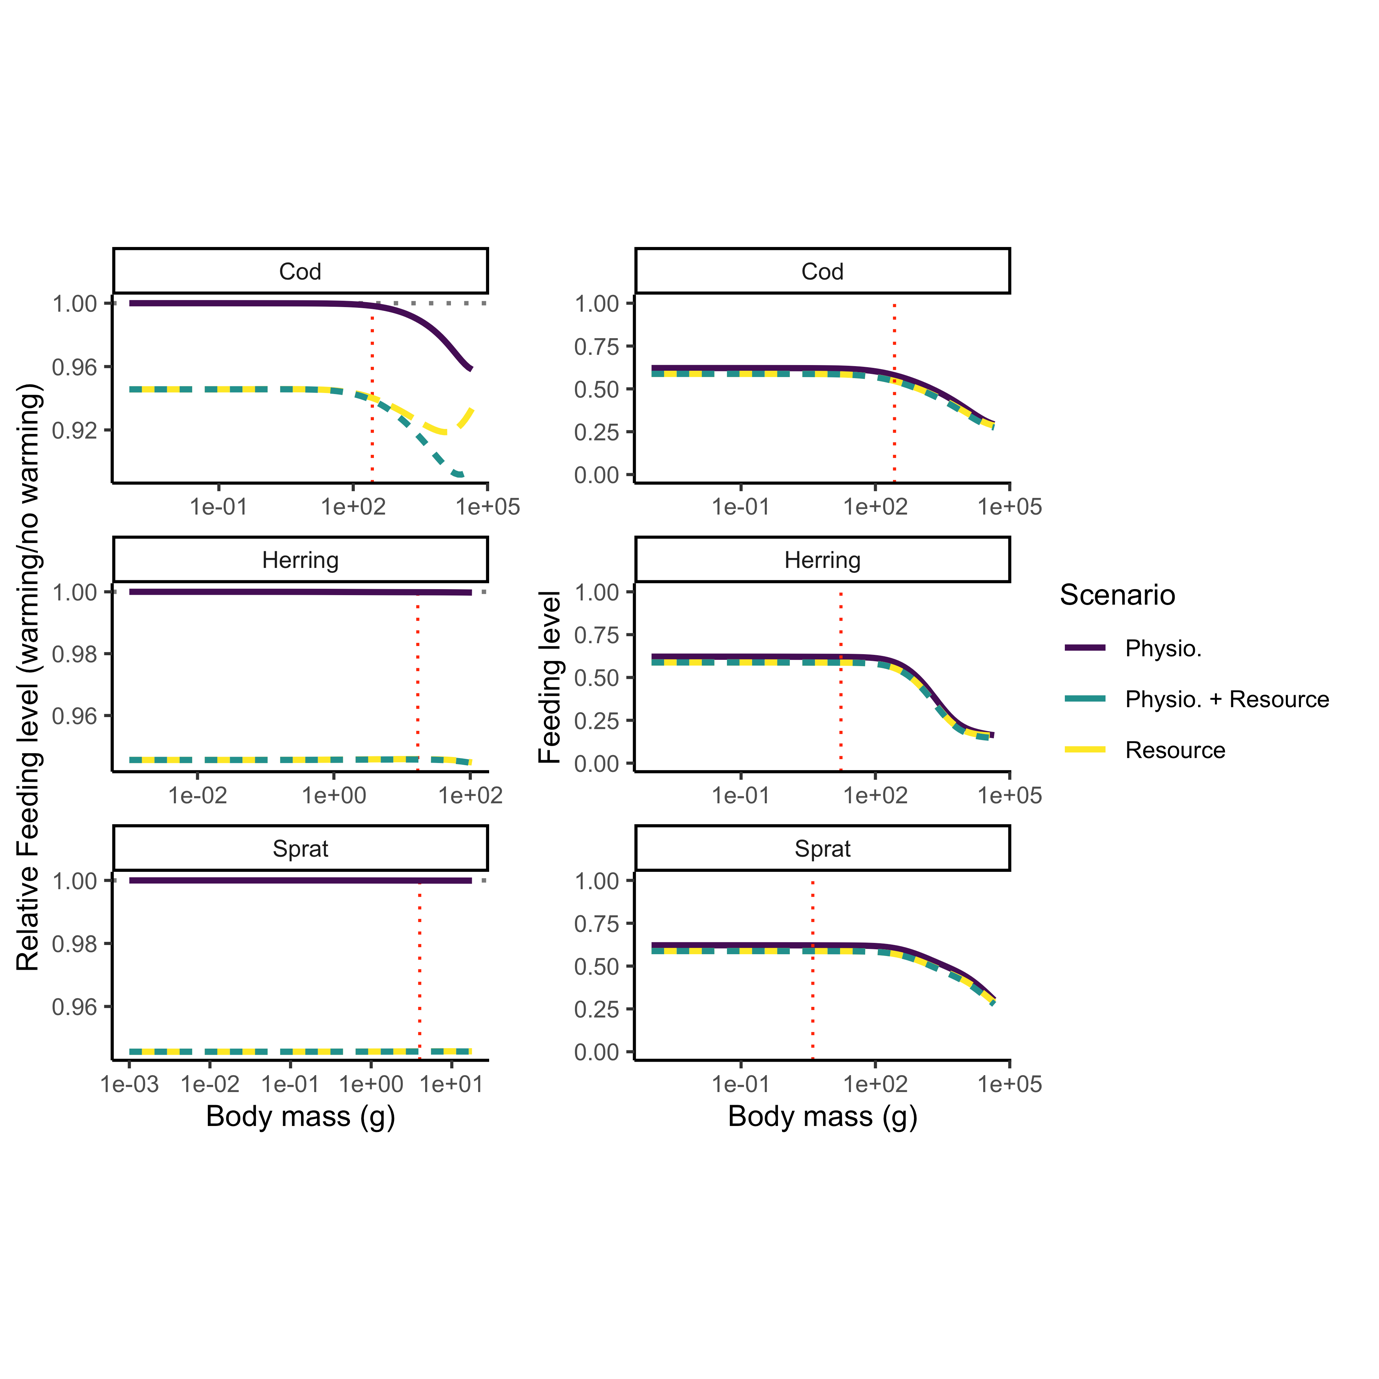 Cod
1.00
0.96
0.92
1e-01 1e+02 1e+05
Herring
1.00
0.98
0.96
1e-02 1e+00 1e+02
Sprat
1.00
0.98
0.96
1e-03 1e-02 1e-01 1e+00 1e+01
Body mass (g)
Relative Feeding level (warming/no warming)
Cod
1.00
0.75
0.50
0.25
0.00
1e-01 1e+02 1e+05
Herring
1.00
0.75
0.50
0.25
0.00
1e-01 1e+02 1e+05
Sprat
1.00
0.75
0.50
0.25
0.00
1e-01 1e+02 1e+05
Body mass (g)
Feeding level
Scenario
Physio.
Physio. + Resource
Resource